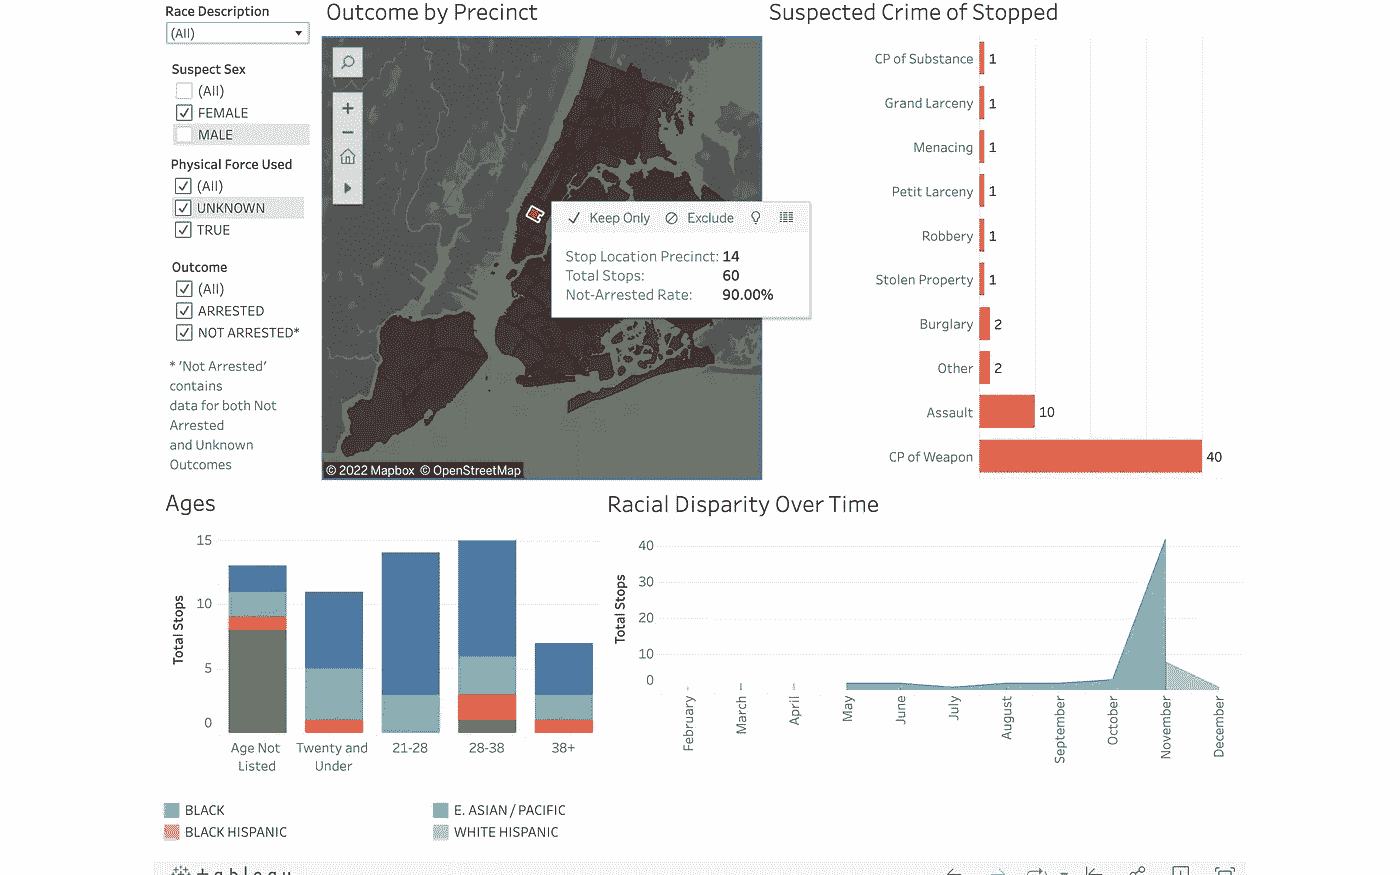 Race Description
(All)
Suspect Sex
(All)
FEMALE
MALE
Physical Force Used
(All)
UNKNOWN
TRUE
Outcome
(All)
ARRESTED
NOT ARRESTED*
* 'Not Arrested'
contains
data for both Not
Arrested
and Unknown
Outcomes
Outcome by Precinct
Keep Only
Exclude
Stop Location Precinct: 14
Total Stops: 60
Not-Arrested Rate: 90.00%
© 2022 Mapbox © OpenStreetMap
Suspected Crime of Stopped
CP of Substance 1
Grand Larceny 1
Menacing 1
Petit Larceny 1
Robbery 1
Stolen Property 1
Burglary 2
Other 2
Assault 10
CP of Weapon 40
Ages
Total Stops
15
10
5
0
Age Not
Listed
Twenty and
Under
21-28
28-38
38+
Racial Disparity Over Time
Total Stops
40
30
20
10
0
February
March
April
May
June
July
August
September
October
November
December
BLACK
BLACK HISPANIC
E. ASIAN / PACIFIC
WHITE HISPANIC
+ableau